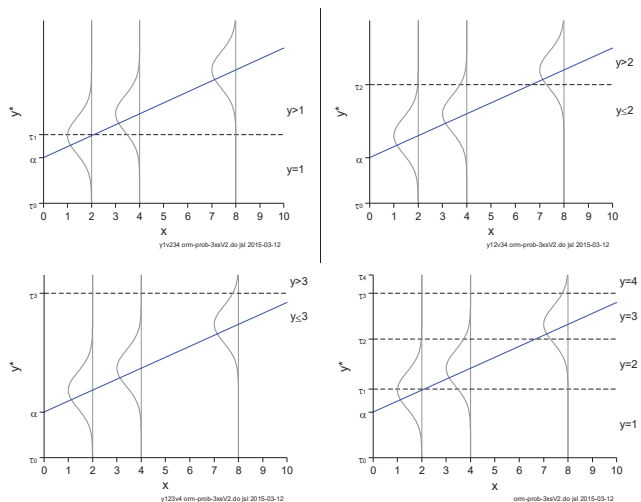 y*
τ₁
α
τ₀
y>1
y=1
0 1 2 3 4 5 6 7 8 9 10
x
y1v234 orm-prob-3xsV2.do jsl 2015-03-12
y*
τ₂
α
τ₀
y>2
y≤2
0 1 2 3 4 5 6 7 8 9 10
x
y12v34 orm-prob-3xsV2.do jsl 2015-03-12
y*
τ₃
α
τ₀
y>3
y≤3
0 1 2 3 4 5 6 7 8 9 10
x
y123v4 orm-prob-3xsV2.do jsl 2015-03-12
y*
τ₄
τ₃
τ₂
τ₁
α
τ₀
y=4
y=3
y=2
y=1
0 1 2 3 4 5 6 7 8 9 10
x
orm-prob-3xsV2.do jsl 2015-03-12